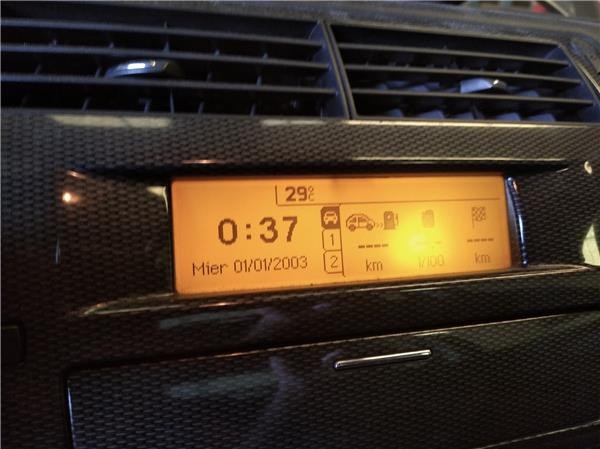 29°C
0:37
Mier 01/01/2003
1
2
---- km
--.- l/100
---- km